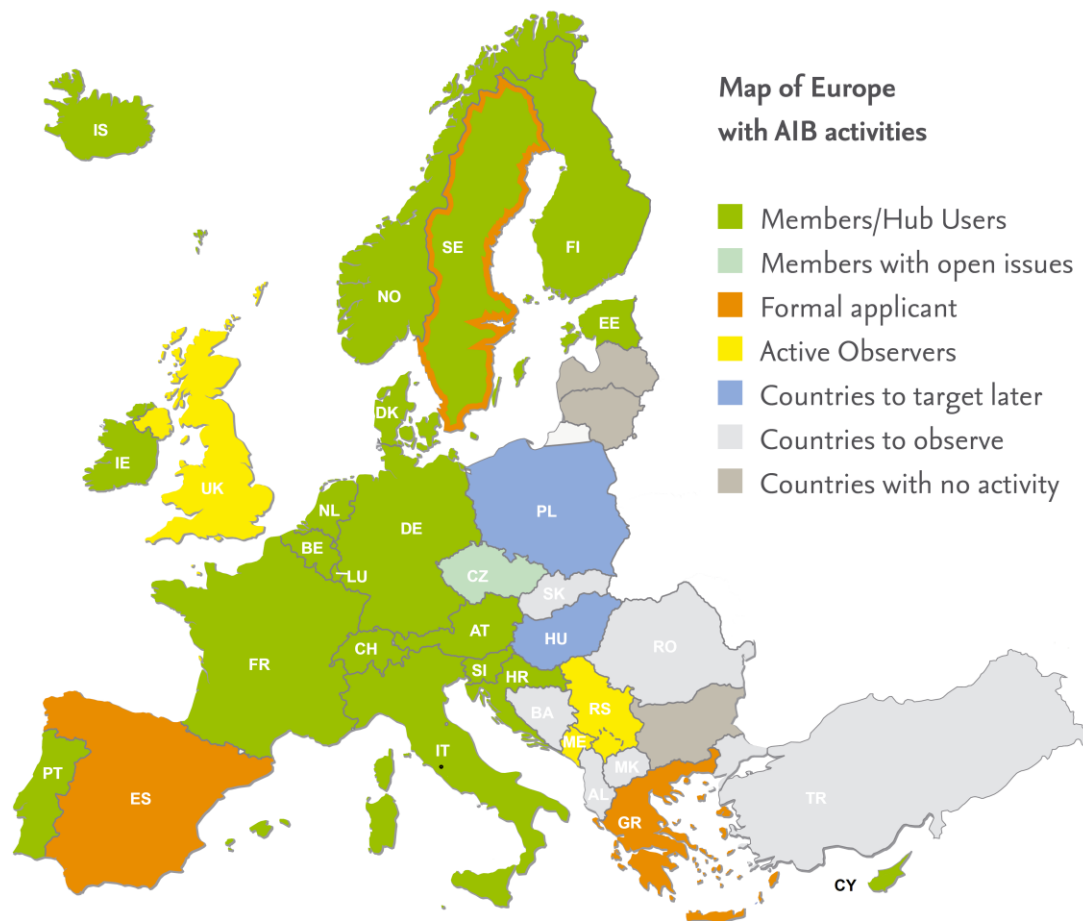 Map of Europe
with AIB activities
Members/Hub Users
Members with open issues
Formal applicant
Active Observers
Countries to target later
Countries to observe
Countries with no activity
IS
SE
FI
NO
EE
DK
IE
UK
NL
DE
PL
BE
LU
CZ
SK
AT
HU
CH
RO
FR
SI
HR
BA
RS
IT
ME
MK
PT
ES
AL
TR
GR
CY